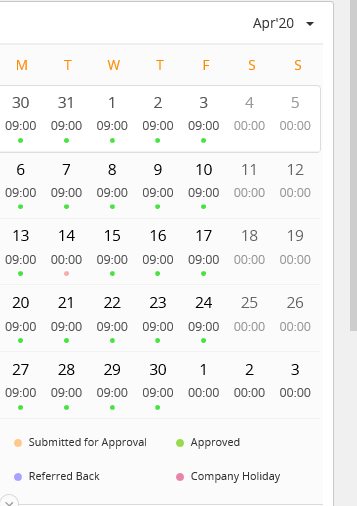 Apr'20
M T W T F S S
30 31 1 2 3 4 5
09:00 09:00 09:00 09:00 09:00 00:00 00:00
6 7 8 9 10 11 12
09:00 09:00 09:00 09:00 09:00 00:00 00:00
13 14 15 16 17 18 19
09:00 00:00 09:00 09:00 09:00 00:00 00:00
20 21 22 23 24 25 26
09:00 09:00 09:00 09:00 09:00 00:00 00:00
27 28 29 30 1 2 3
09:00 09:00 09:00 09:00 00:00 00:00 00:00
Submitted for Approval Approved
Referred Back Company Holiday